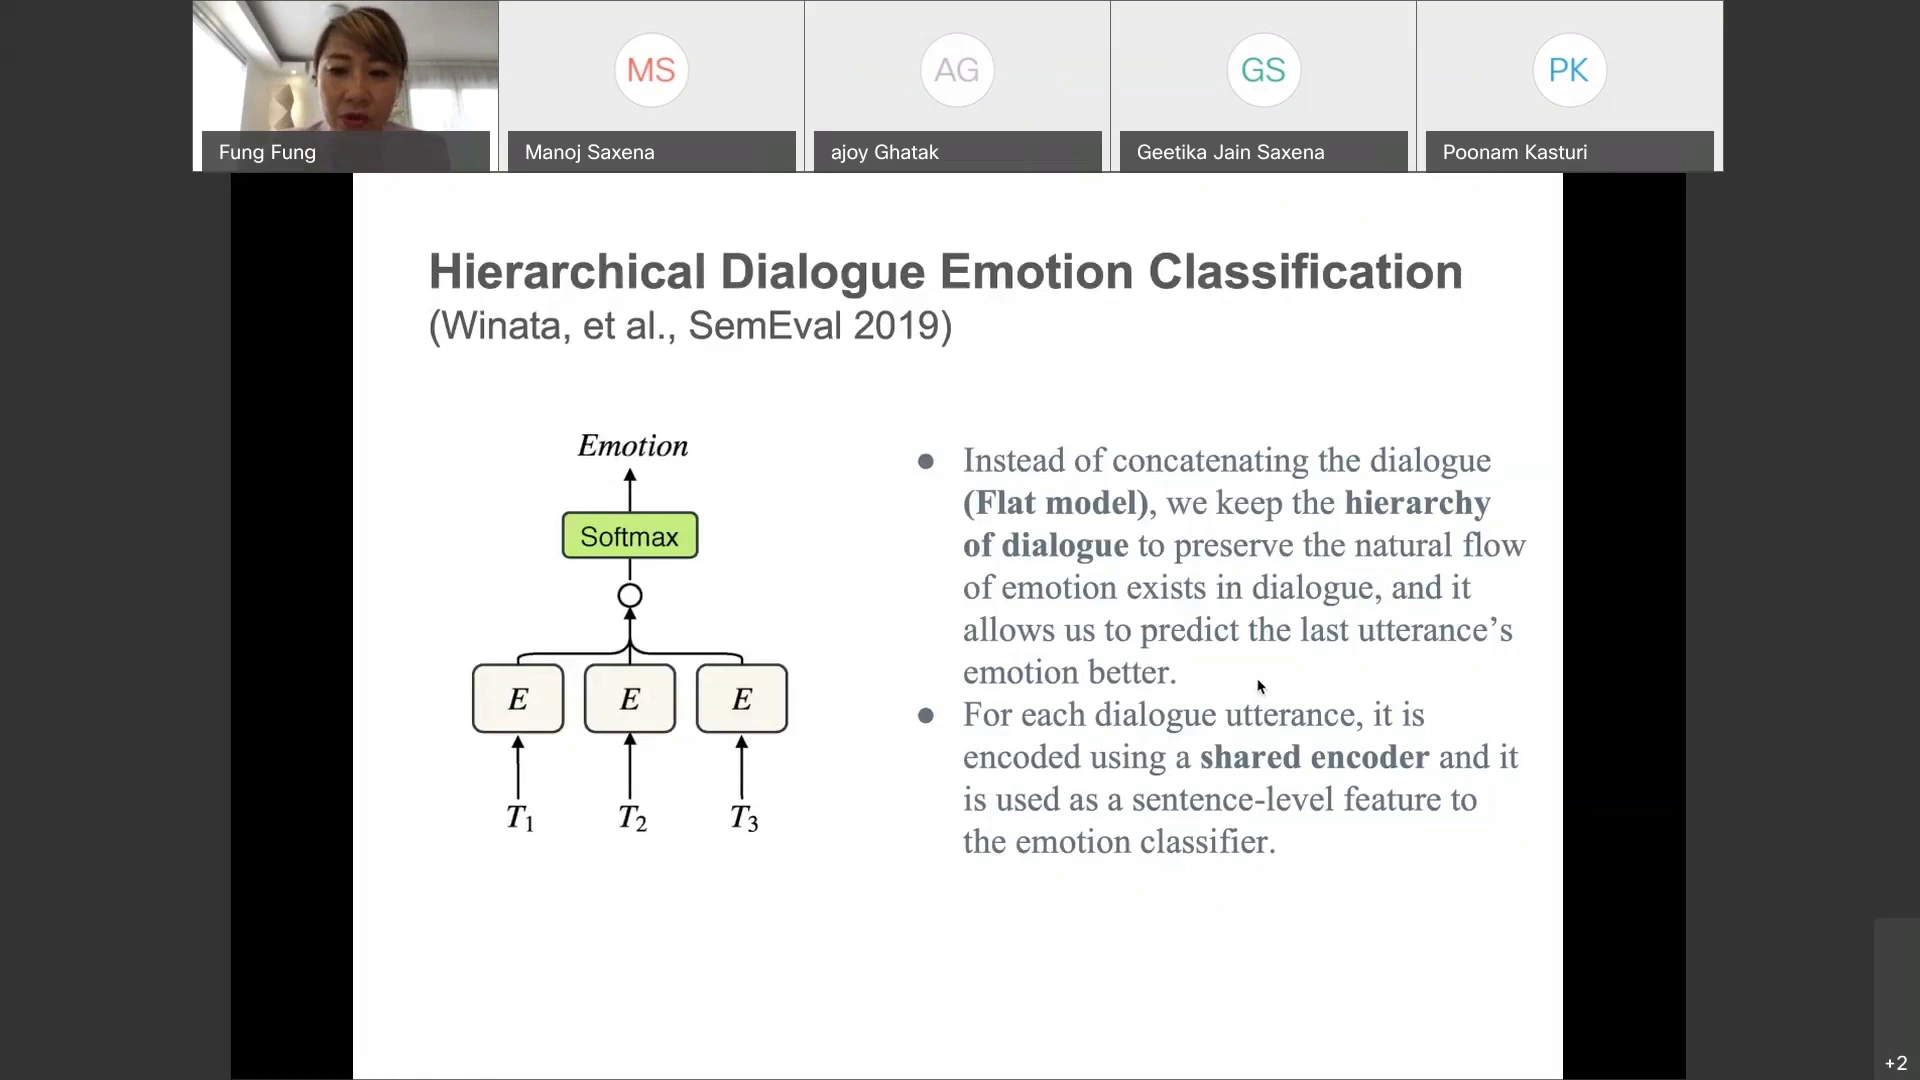 MS
AG
GS
PK
Fung Fung
Manoj Saxena
ajoy Ghatak
Geetika Jain Saxena
Poonam Kasturi
Hierarchical Dialogue Emotion Classification
(Winata, et al., SemEval 2019)
Emotion
Softmax
E E E
T1 T2 T3
● Instead of concatenating the dialogue
(Flat model), we keep the hierarchy
of dialogue to preserve the natural flow
of emotion exists in dialogue, and it
allows us to predict the last utterance’s
emotion better.
● For each dialogue utterance, it is
encoded using a shared encoder and it
is used as a sentence-level feature to
the emotion classifier.
+2